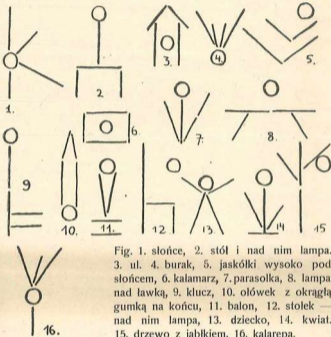 1.
2
3.
4.
5.
6.
7.
8.
9
10.
11.
12
13.
14
15
16.
Fig. 1. słońce, 2. stół i nad nim lampa.
3. ul. 4. burak, 5. jaskółki wysoko pod
słońcem, 6. kałamarz, 7. parasolka, 8. lampa
nad ławką, 9. klucz, 10. ołówek z okrągłą
gumką na końcu, 11. balon, 12. stołek —
nad nim lampa, 13. dziecko, 14. kwiat.
15. drzewo z jabłkiem, 16. kalarepa.